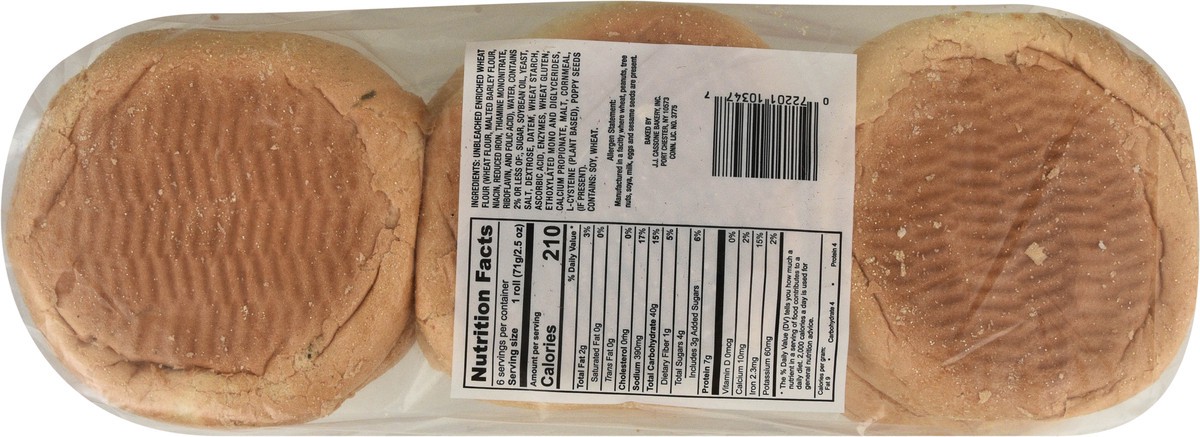 INGREDIENTS: UNBLEACHED ENRICHED WHEAT
FLOUR (WHEAT FLOUR, MALTED BARLEY FLOUR,
NIACIN, REDUCED IRON, THIAMINE MONONITRATE,
RIBOFLAVIN, AND FOLIC ACID), WATER, CONTAINS
2% OR LESS OF: SUGAR, SOYBEAN OIL, YEAST,
SALT, DEXTROSE, DATEM, WHEAT STARCH,
ASCORBIC ACID, ENZYMES, WHEAT GLUTEN,
ETHOXYLATED MONO AND DIGLYCERIDES,
CALCIUM PROPIONATE, MALT, CORNMEAL,
L-CYSTEINE (PLANT BASED), POPPY SEEDS
(IF PRESENT).
CONTAINS: SOY, WHEAT.
Allergen Statement:
Manufactured in a facility where wheat, peanuts, tree
nuts, soya, milk, eggs and sesame seeds are present.
BAKED BY
J.J. CASSONE BAKERY, INC.
PORT CHESTER, NY 10573
CONN. LIC. NO. 3775
0 72201 10347 7
Nutrition Facts
6 servings per container
Serving size 1 roll (71g/2.5 oz)
Amount per serving
Calories 210
% Daily Value *
Total Fat 2g 3%
Saturated Fat 0g 0%
Trans Fat 0g
Cholesterol 0mg 0%
Sodium 390mg 17%
Total Carbohydrate 40g 15%
Dietary Fiber 1g 5%
Total Sugars 4g
Includes 3g Added Sugars 6%
Protein 7g
Vitamin D 0mcg 0%
Calcium 10mg 2%
Iron 2.3mg 15%
Potassium 60mg 2%
* The % Daily Value (DV) tells you how much a
nutrient in a serving of food contributes to a
daily diet. 2,000 calories a day is used for
general nutrition advice.
Calories per gram:
Fat 9 • Carbohydrate 4 • Protein 4